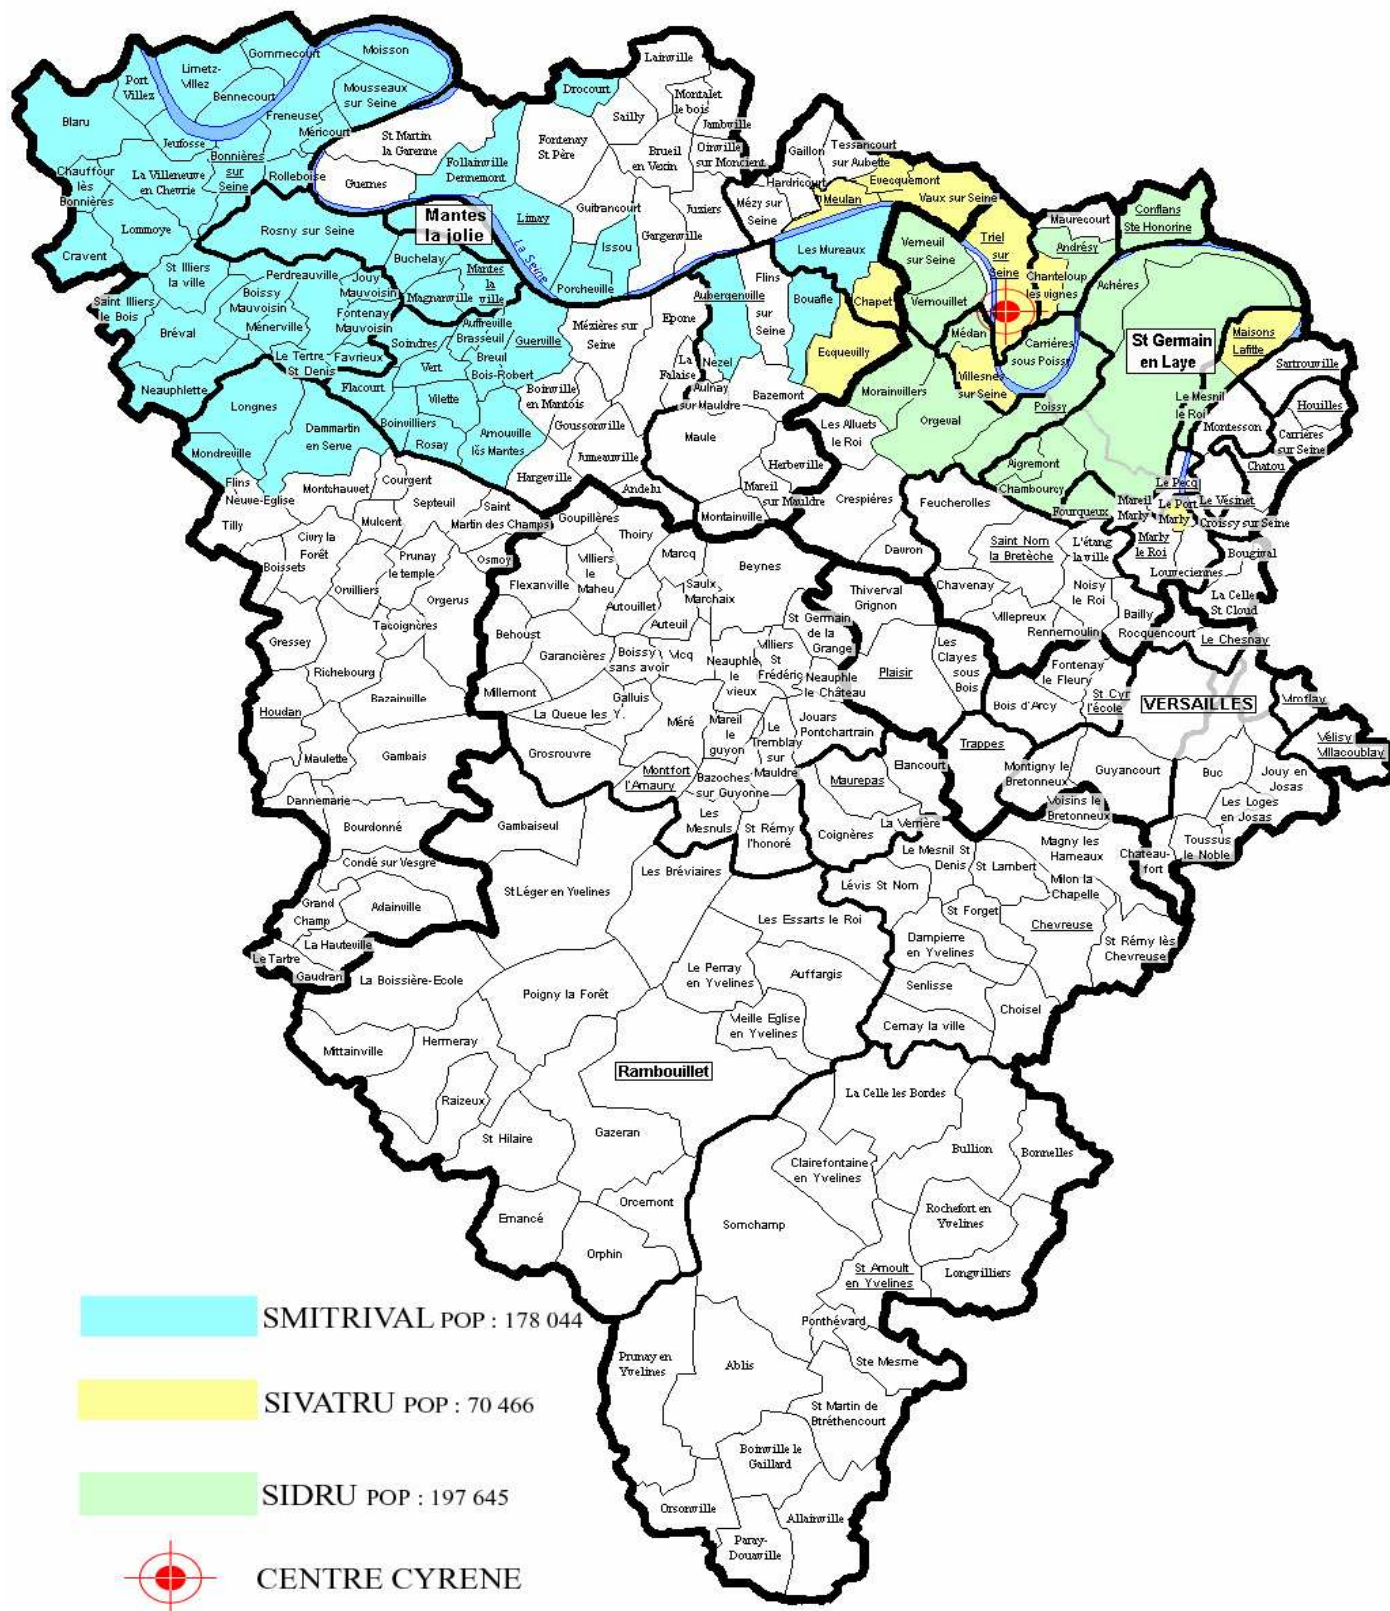 Lainville
Gommecourt
Moisson
Limetz-
Villez
Port
Villez
Drocourt
Montalet
le bois
Bennecourt
Mousseaux
sur Seine
Blaru
Freneuse
Sailly
Jambville
Méricourt
St Martin
la Garenne
Fontenay
St Père
Jeufosse
Brueil
en Vexin
Oinville
sur Moncient
Tessancourt
sur Aubette
Gaillon
Bonnières
sur
Seine
Chauffour
lès
Bonnières
La Villeneuve
en Chevrie
Rolleboise
Follainville
Dennemont
Guernes
Hardricourt
Evecquemont
Mézy sur
Seine
Meulan
Vaux sur Seine
Guitrancourt
Juziers
Mantes
la jolie
Limay
Conflans
Ste Honorine
Lommoye
Rosny sur Seine
Maurecourt
Andrésy
Gargenville
Issou
Les Mureaux
Verneuil
sur Seine
Triel
sur
Seine
Cravent
Buchelay
La Seine
St Illiers
la ville
Perdreauville
Jouy
Mauvoisin
Mantes
la
ville
Magnanville
Porcheville
Flins
sur
Seine
Chanteloup
les vignes
Achères
Saint Illiers
le Bois
Boissy
Mauvoisin
Aubergenville
Bouafle
Chapet
Vernouillet
Bréval
Ménerville
Fontenay
Mauvoisin
Auffreville
Brasseuil
Guerville
Mézières sur
Seine
Epone
Médan
Carrières
sous Poissy
St Germain
en Laye
Maisons
Lafitte
Soindres
Le Tertre
St Denis
Favrieux
Breuil
Bois-Robert
Vert
La
Falaise
Nezel
Ecquevilly
Villesnes
sur Seine
Sartrouville
Neauphlette
Flacourt
Boinville
en Mantois
Aulnay
sur Mauldre
Bazemont
Morainvilliers
Poissy
Le Mesnil
le Roi
Houilles
Longnes
Vilette
Orgeval
Montesson
Carrières
sur Seine
Boinvilliers
Goussonville
Les Alluets
le Roi
Dammartin
en Serve
Rosay
Arnouville
lès Mantes
Maule
Mondreville
Jumeauville
Herbeville
Aigremont
Chatou
Flins
Neuve-Eglise
Montchauvet
Courgent
Hargeville
Mareil
sur Mauldre
Chambourcy
Le Pecq
Andelu
Crespières
Feucherolles
Fourqueux
Mareil
Marly
Le Port
Marly
Le Vésinet
Septeuil
Saint
Martin des Champs
Montainville
Croissy sur Seine
Tilly
Mulcent
Goupillères
Civry la
Forêt
Thoiry
Saint Nom
la Bretèche
L'étang
la ville
Marly
le Roi
Bougival
Davron
Louveciennes
Prunay
le temple
Osmoy
Villiers
le
Maheu
Marcq
Beynes
Boissets
Flexanville
Saulx
Marchaix
Thiverval
Grignon
Chavenay
Noisy
le Roi
La Celle
St Cloud
Orvilliers
Orgerus
Autouillet
Villepreux
Bailly
Tacoignères
Auteuil
St Germain
de la
Grange
Rennemoulin
Rocquencourt
Le Chesnay
Gressey
Behoust
Garancières
Boissy
sans avoir
Vicq
Villiers
St
Frédéric
Les
Clayes
sous
Bois
Neauphle
le
vieux
Plaisir
Fontenay
le Fleury
Richebourg
Neauphle
le Château
Millemont
Galluis
St Cyr
l'école
Bazainville
Bois d'Arcy
VERSAILLES
Viroflay
Houdan
La Queue les Y.
Méré
Mareil
le
guyon
Jouars
Pontchartrain
Le
Tremblay
sur
Mauldre
Vélisy
Villacoublay
Trappes
Grosrouvre
Maulette
Gambais
Montfort
l'Amaury
Elancourt
Montigny le
Bretonneux
Guyancourt
Buc
Jouy en
Josas
Maurepas
Bazoches
sur Guyonne
Dannemarie
Voisins le
Bretonneux
Les Loges
en Josas
Les
Mesnuls
Bourdonné
Gambaiseul
St Rémy
l'honoré
Coignères
La Verrière
Toussus
le Noble
Magny les
Hameaux
Le Mesnil St
Denis
Chateau-
fort
Condé sur Vesgre
St Lambert
Les Bréviaires
St Léger en Yvelines
Lévis St Nom
Milon la
Chapelle
Grand
Champ
Adainville
St Forget
Les Essarts le Roi
Chevreuse
La Hauteville
Dampierre
en Yvelines
St Rémy lès
Chevreuse
Le Tartre
Gaudran
La Boissière-Ecole
Le Perray
en Yvelines
Auffargis
Senlisse
Poigny la Forêt
Choisel
Vieille Eglise
en Yvelines
Cernay la ville
Mittainville
Hermeray
Rambouillet
La Celle les Bordes
Raizeux
Gazeran
St Hilaire
Bullion
Bonnelles
Clairefontaine
en Yvelines
Orcemont
Emancé
Sonchamp
Rochefort en
Yvelines
Orphin
St Arnoult
en Yvelines
Longvilliers
SMITRIVAL POP : 178 044
Ponthévard
Prunay en
Yvelines
Ablis
Ste Mesme
SIVATRU POP : 70 466
St Martin de
Btréthencourt
Boinville le
Gaillard
SIDRU POP : 197 645
Orsonville
Allainville
Paray-
Douaville
CENTRE CYRENE